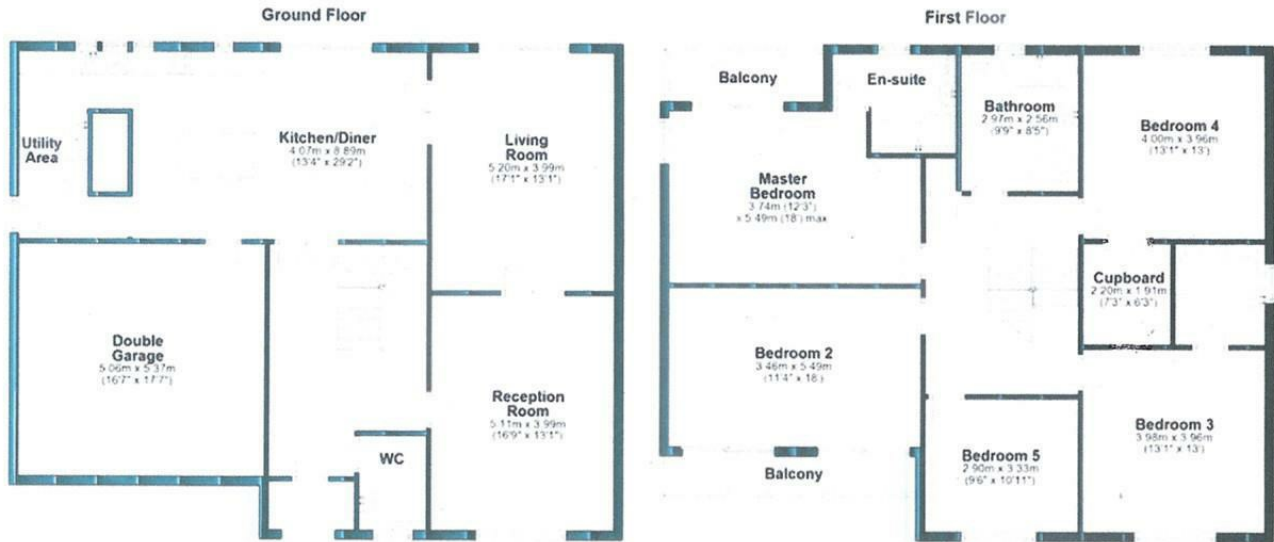 Ground Floor
Utility
Area
Kitchen/Diner
4.07m x 8.89m
(13'4" x 29'2")
Living
Room
5.20m x 3.99m
(17'1" x 13'1")
Double
Garage
5.06m x 5.37m
(16'7" x 17'7")
Reception
Room
5.11m x 3.99m
(16'9" x 13'1")
WC
First Floor
Balcony
En-suite
Bathroom
2.97m x 2.56m
(9'9" x 8'5")
Bedroom 4
4.00m x 3.96m
(13'1" x 13')
Master
Bedroom
3.74m (12'3")
x 5.49m (18') max
Cupboard
2.20m x 1.91m
(7'3" x 6'3")
Bedroom 2
3.46m x 5.49m
(11'4" x 18')
Bedroom 3
3.98m x 3.96m
(13'1" x 13')
Bedroom 5
2.90m x 3.33m
(9'6" x 10'11")
Balcony